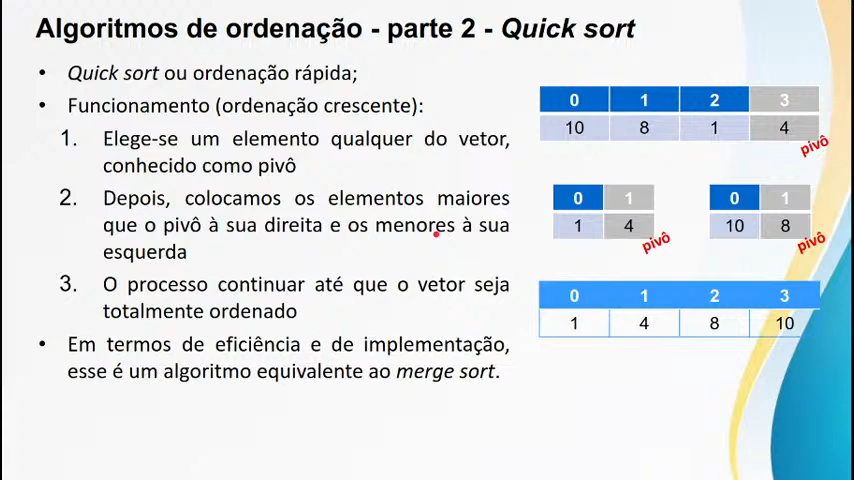 Algoritmos de ordenação - parte 2 - Quick sort
• Quick sort ou ordenação rápida;
• Funcionamento (ordenação crescente):
1. Elege-se um elemento qualquer do vetor,
conhecido como pivô
2. Depois, colocamos os elementos maiores
que o pivô à sua direita e os menores à sua
esquerda
3. O processo continuar até que o vetor seja
totalmente ordenado
• Em termos de eficiência e de implementação,
esse é um algoritmo equivalente ao merge sort.
0 1 2 3
10 8 1 4
pivô
0 1
1 4
pivô
0 1
10 8
pivô
0 1 2 3
1 4 8 10